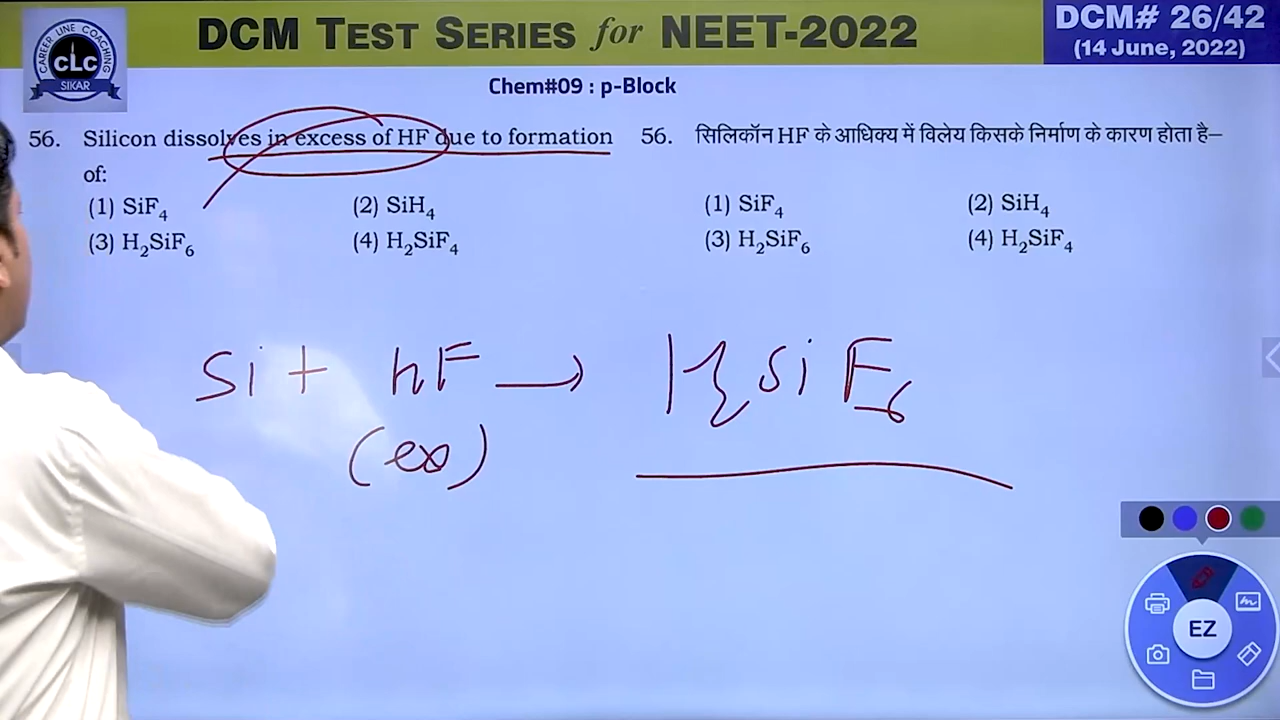 DCM TEST SERIES for NEET-2022
DCM# 26/42
(14 June, 2022)
CAREER LINE COACHING
CLC
SIKAR
Chem#09 : p-Block
56. Silicon dissolves in excess of HF due to formation
of:
(1) SiF₄ (2) SiH₄
(3) H₂SiF₆ (4) H₂SiF₄
56. सिलिकॉन HF के आधिक्य में विलेय किसके निर्माण के कारण होता है–
(1) SiF₄ (2) SiH₄
(3) H₂SiF₆ (4) H₂SiF₄
Si + HF → H₂SiF₆
(ex)
EZ